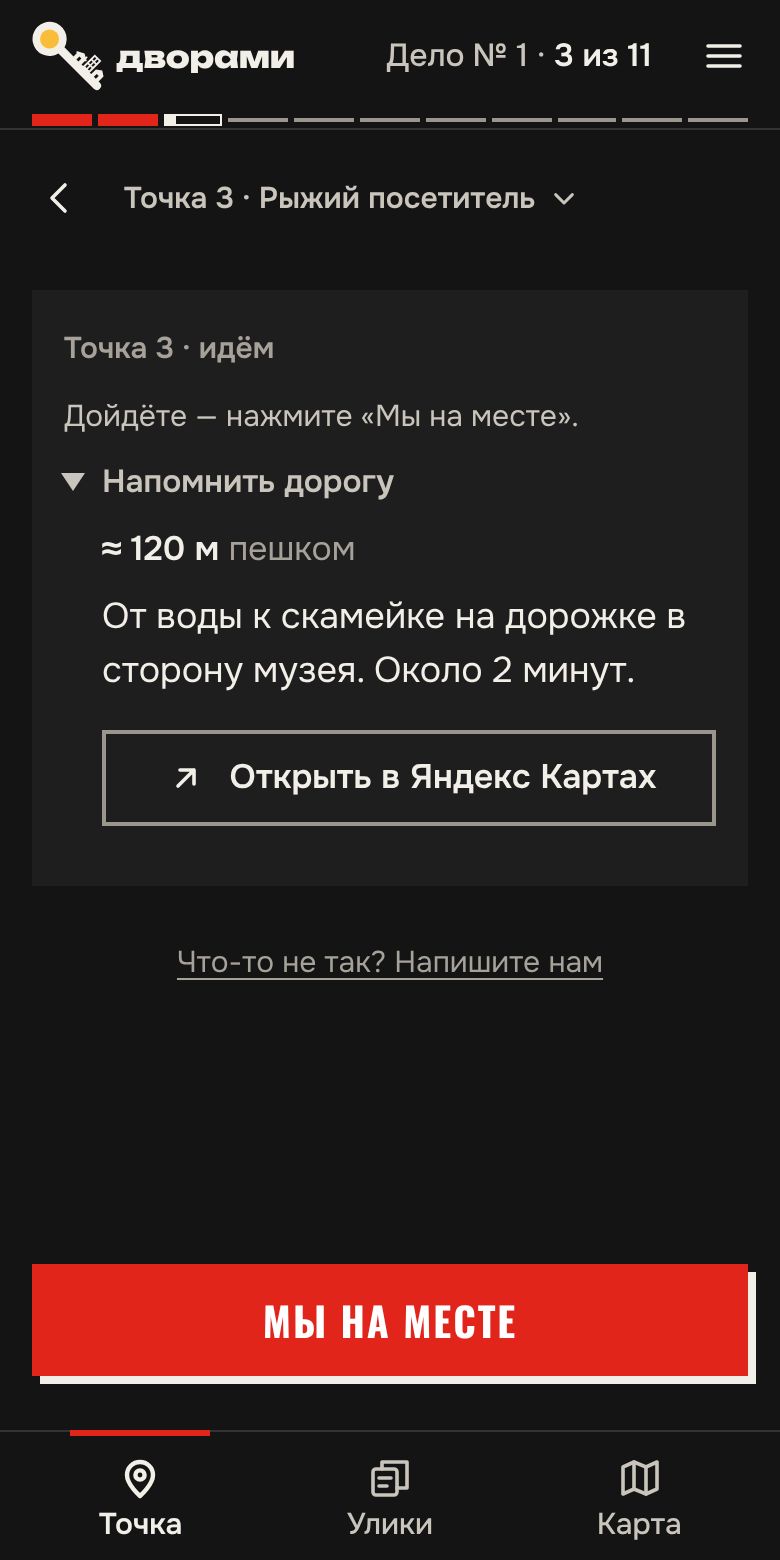 дворами
Дело № 1 · 3 из 11
Точка 3 · Рыжий посетитель
Точка 3 · идём
Дойдёте — нажмите «Мы на месте».
Напомнить дорогу
≈ 120 м пешком
От воды к скамейке на дорожке в
сторону музея. Около 2 минут.
Открыть в Яндекс Картах
Что-то не так? Напишите нам
МЫ НА МЕСТЕ
Точка
Улики
Карта